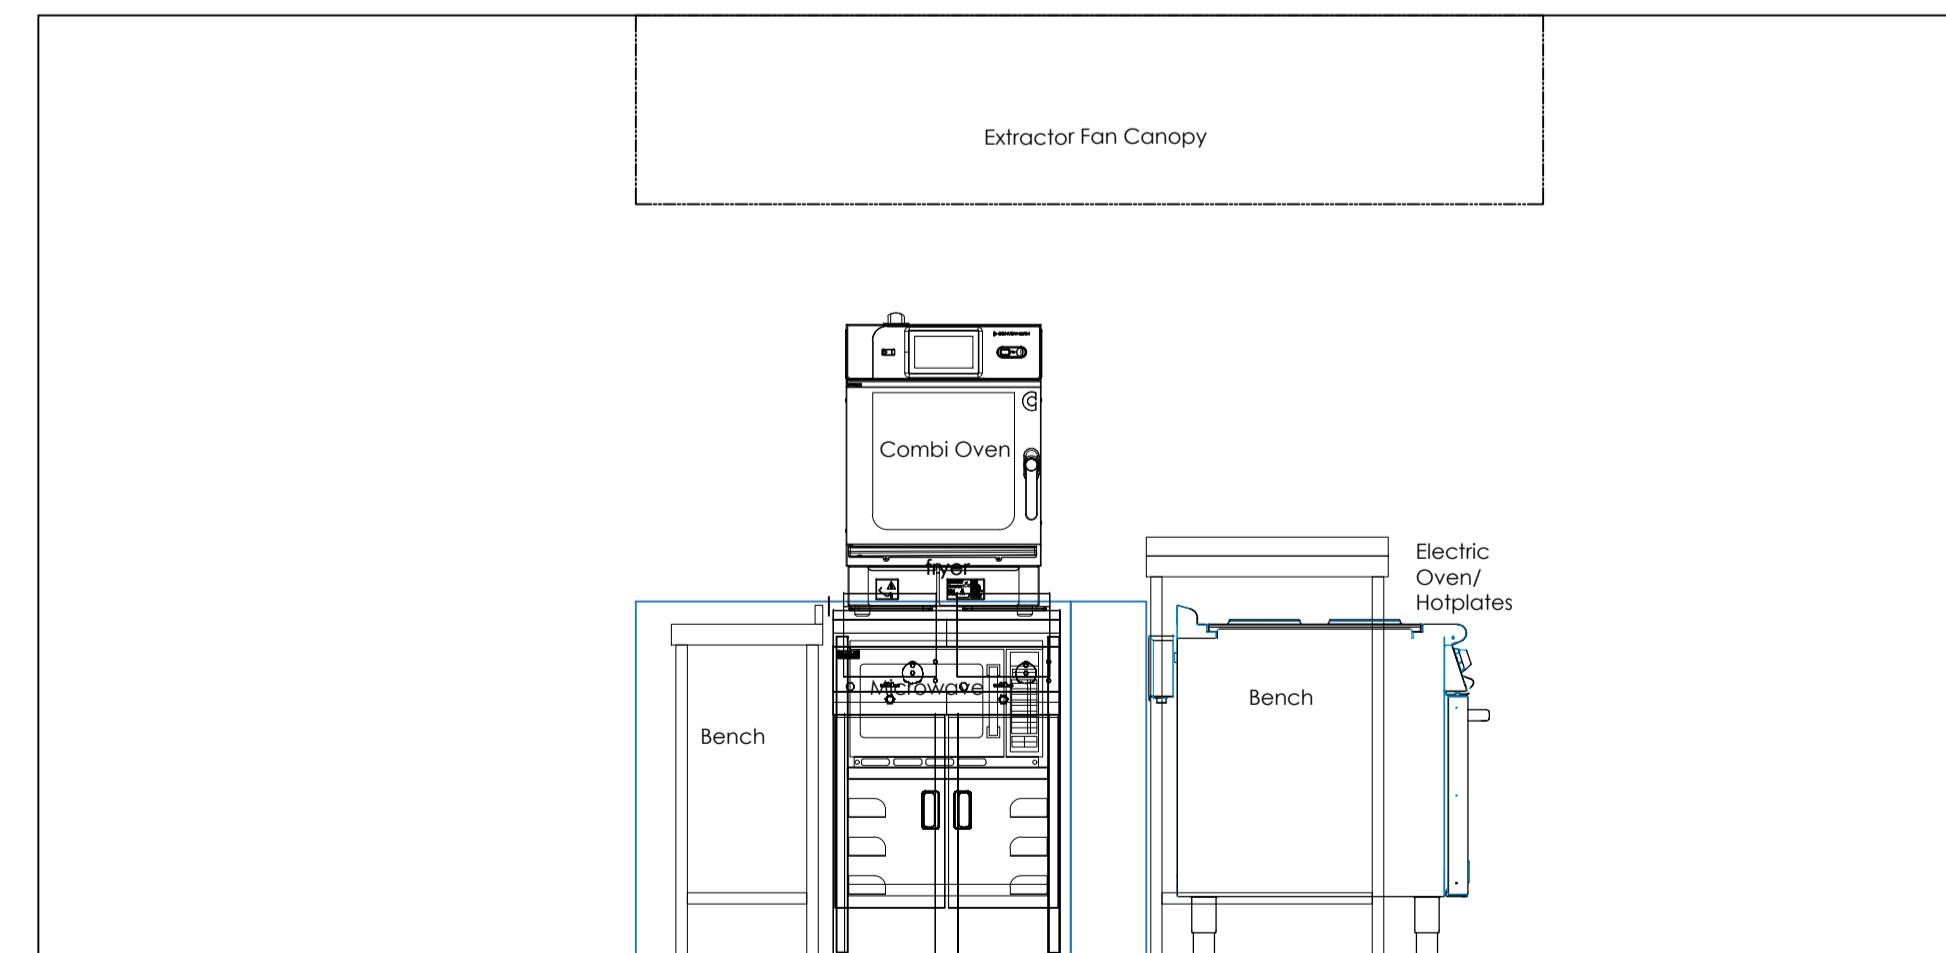 Extractor Fan Canopy
Combi Oven
fryer
Electric
Oven/
Hotplates
Microwave
Bench
Bench